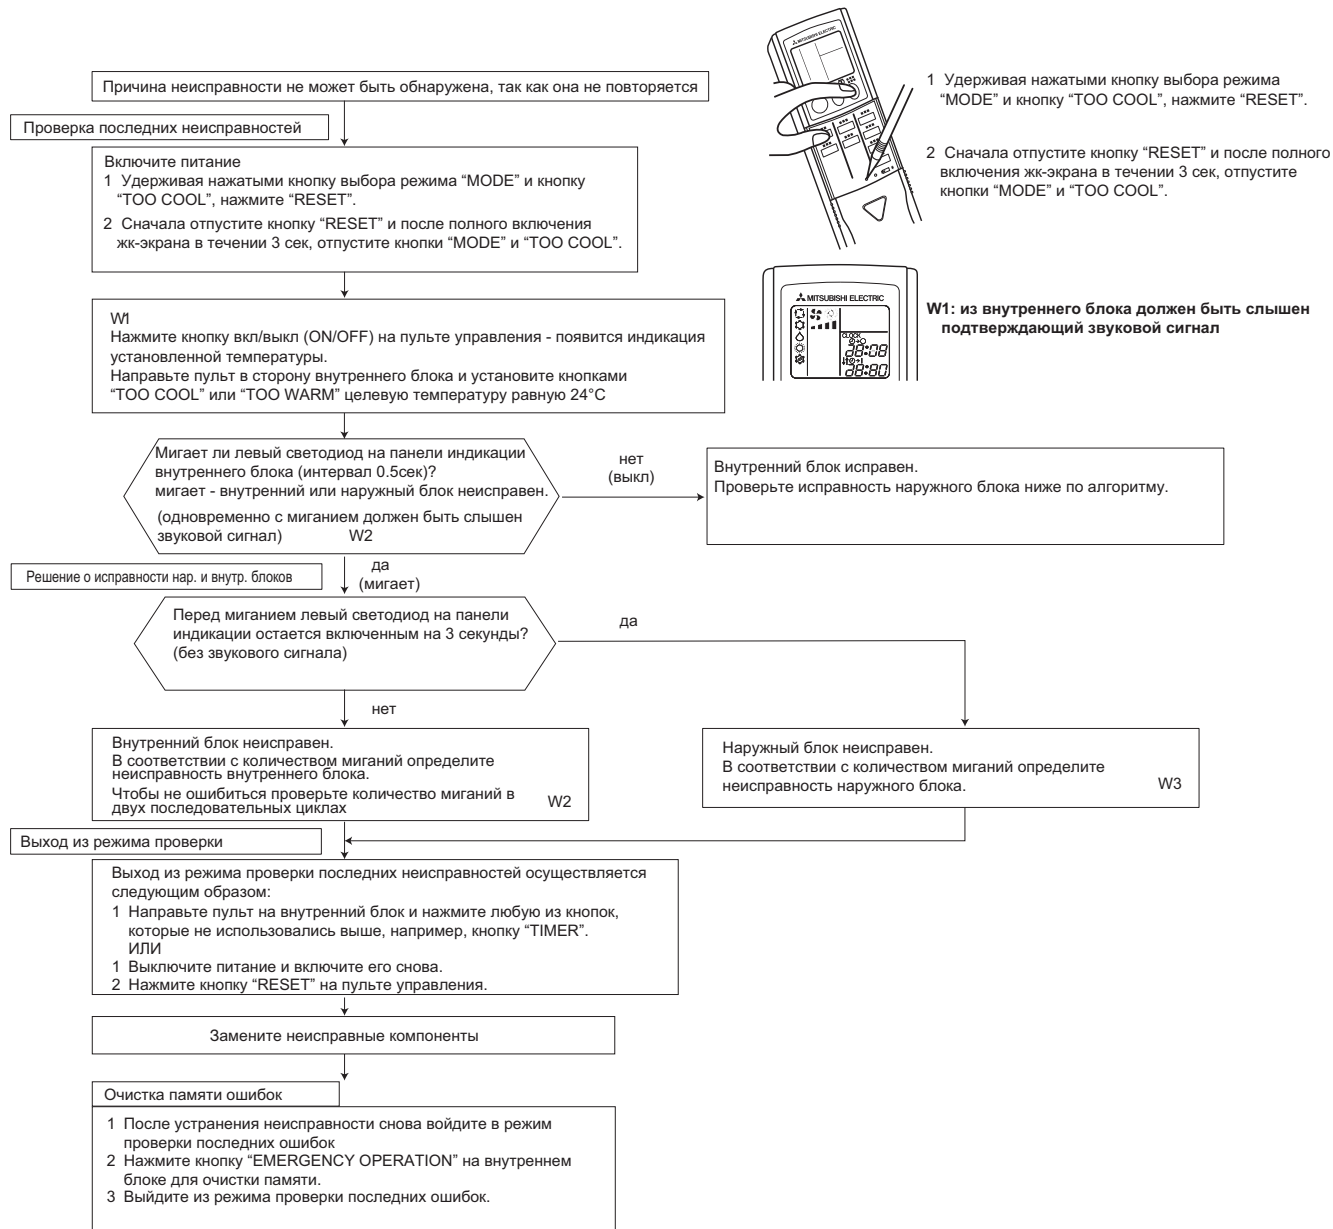 Причина неисправности не может быть обнаружена, так как она не повторяется
Проверка последних неисправностей
Включите питание
1 Удерживая нажатыми кнопку выбора режима “MODE” и кнопку
“TOO COOL”, нажмите “RESET”.
2 Сначала отпустите кнопку “RESET” и после полного включения
жк-экрана в течении 3 сек, отпустите кнопки “MODE” и “TOO COOL”.
MITSUBISHI ELECTRIC
1 Удерживая нажатыми кнопку выбора режима
“MODE” и кнопку “TOO COOL”, нажмите “RESET”.
2 Сначала отпустите кнопку “RESET” и после полного
включения жк-экрана в течении 3 сек, отпустите
кнопки “MODE” и “TOO COOL”.
MITSUBISHI ELECTRIC
CLOCK
88:08
88:80
W1: из внутреннего блока должен быть слышен
подтверждающий звуковой сигнал
W1
Нажмите кнопку вкл/выкл (ON/OFF) на пульте управления - появится индикация
установленной температуры.
Направьте пульт в сторону внутреннего блока и установите кнопками
“TOO COOL” или “TOO WARM” целевую температуру равную 24°C
Мигает ли левый светодиод на панели индикации
внутреннего блока (интервал 0.5сек)?
мигает - внутренний или наружный блок неисправен.
(одновременно с миганием должен быть слышен
звуковой сигнал) W2
нет
(выкл)
Внутренний блок исправен.
Проверьте исправность наружного блока ниже по алгоритму.
да
(мигает)
Решение о исправности нар. и внутр. блоков
Перед миганием левый светодиод на панели
индикации остается включенным на 3 секунды?
(без звукового сигнала)
да
нет
Внутренний блок неисправен.
В соответствии с количеством миганий определите
неисправность внутреннего блока.
Чтобы не ошибиться проверьте количество миганий в
двух последовательных циклах W2
Наружный блок неисправен.
В соответствии с количеством миганий определите
неисправность наружного блока. W3
Выход из режима проверки
Выход из режима проверки последних неисправностей осуществляется
следующим образом:
1 Направьте пульт на внутренний блок и нажмите любую из кнопок,
которые не использовались выше, например, кнопку “TIMER”.
ИЛИ
1 Выключите питание и включите его снова.
2 Нажмите кнопку “RESET” на пульте управления.
Замените неисправные компоненты
Очистка памяти ошибок
1 После устранения неисправности снова войдите в режим
проверки последних ошибок
2 Нажмите кнопку “EMERGENCY OPERATION” на внутреннем
блоке для очистки памяти.
3 Выйдите из режима проверки последних ошибок.